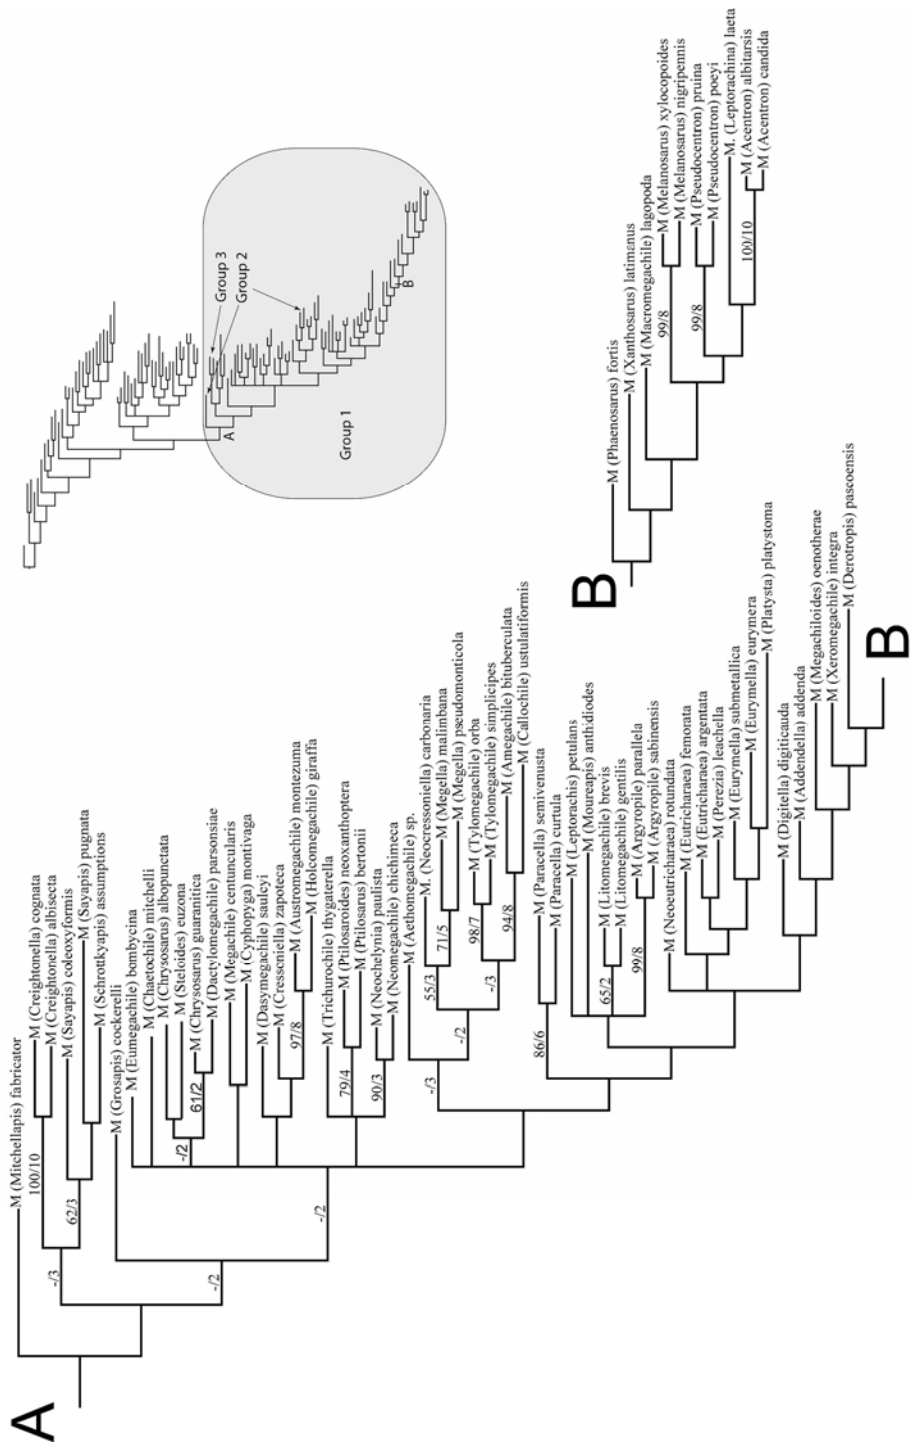 A
M (Mitchellapis) fabricator
100/10
M (Creightonella) cognata
M (Creightonella) albisecta
-/3
M (Sayapis) coleoxyformis
62/3
M (Sayapis) pugnata
M (Schrottkyapis) assumptions
-/2
M (Grosapis) cockerelli
M (Eumegachile) bombycina
M (Chaetochile) mitchelli
M (Chrysosarus) albopunctata
-/2
M (Steloides) euzona
61/2
M (Chrysosarus) guaranitica
M (Dactylomegachile) parsonsiae
M (Megachile) centuncularis
M (Cyphopyga) montivaga
M (Dasymegachile) saulcyi
M (Cressoniella) zapoteca
97/8
M (Austromegachile) montezuma
M (Holcomegachile) giraffa
-/2
M (Trichurochile) thygaterella
79/4
M (Ptilosaroides) neoxanthoptera
M (Ptilosarus) bertonii
90/3
M (Neochelynia) paulista
M (Neomegachile) chichimeca
M (Aethomegachile) sp.
-/3
55/3
M. (Neocressoniella) carbonaria
71/5
M (Megella) malimbana
M (Megella) pseudomonticola
-/2
98/7
M (Tylomegachile) orba
M (Tylomegachile) simplicipes
-/3
94/8
M (Amegachile) bituberculata
M (Callochile) ustulatiformis
86/6
M (Paracella) semivenusta
M (Paracella) curtula
M (Leptorachis) petulans
M (Moureapis) anthidiodes
65/2
M (Litomegachile) brevis
M (Litomegachile) gentilis
99/8
M (Argyropile) parallela
M (Argyropile) sabinensis
M (Neoeutricharaea) rotundata
M (Eutricharaea) femorata
M (Eutricharaea) argentata
M (Perezia) leachella
M (Eurymella) submetallica
M (Eurymella) eurymera
M (Platysta) platystoma
M (Digitella) digiticauda
M (Addendella) addenda
M (Megachiloides) oenotherae
M (Xeromegachile) integra
M (Derotropis) pascoensis
B
Group 3
Group 2
A
Group 1
B
B
M (Phaenosarus) fortis
M (Xanthosarus) latimanus
M (Macromegachile) lagopoda
99/8
M (Melanosarus) xylocopoides
M (Melanosarus) nigripennis
99/8
M (Pseudocentron) pruina
M (Pseudocentron) poeyi
M. (Leptorachina) laeta
100/10
M (Acentron) albitarsis
M (Acentron) candida